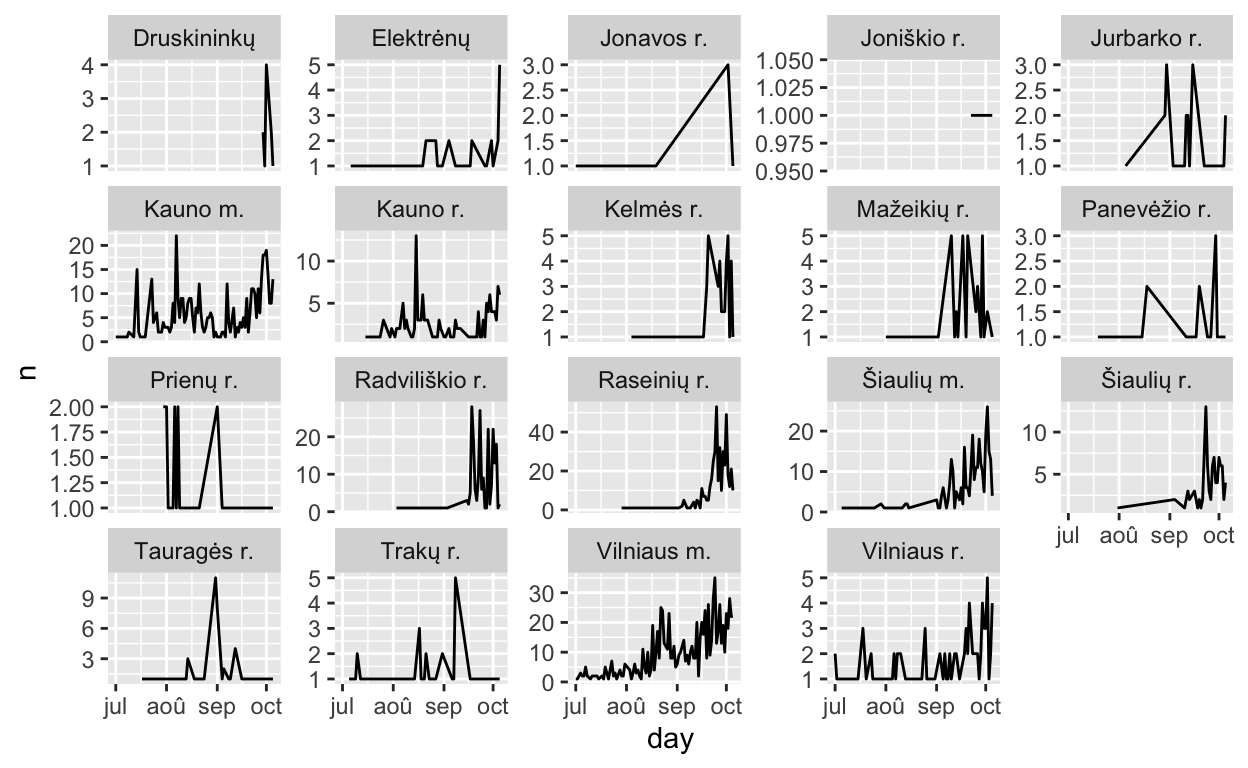 Druskininkų Elektrėnų Jonavos r. Joniškio r. Jurbarko r.
4 3 2 1
5 4 3 2 1
3.0 2.5 2.0 1.5 1.0
1.050 1.025 1.000 0.975 0.950
3.0 2.5 2.0 1.5 1.0
Kauno m. Kauno r. Kelmės r. Mažeikių r. Panevėžio r.
20 15 10 5 0
10 5
5 4 3 2 1
5 4 3 2 1
3.0 2.5 2.0 1.5 1.0
n
Prienų r. Radviliškio r. Raseinių r. Šiaulių m. Šiaulių r.
2.00 1.75 1.50 1.25 1.00
20 10 0
40 20 0
20 10 0
10 5
jul aoû sep oct
Tauragės r. Trakų r. Vilniaus m. Vilniaus r.
9 6 3
5 4 3 2 1
30 20 10 0
5 4 3 2 1
jul aoû sep oct jul aoû sep oct jul aoû sep oct jul aoû sep oct
day